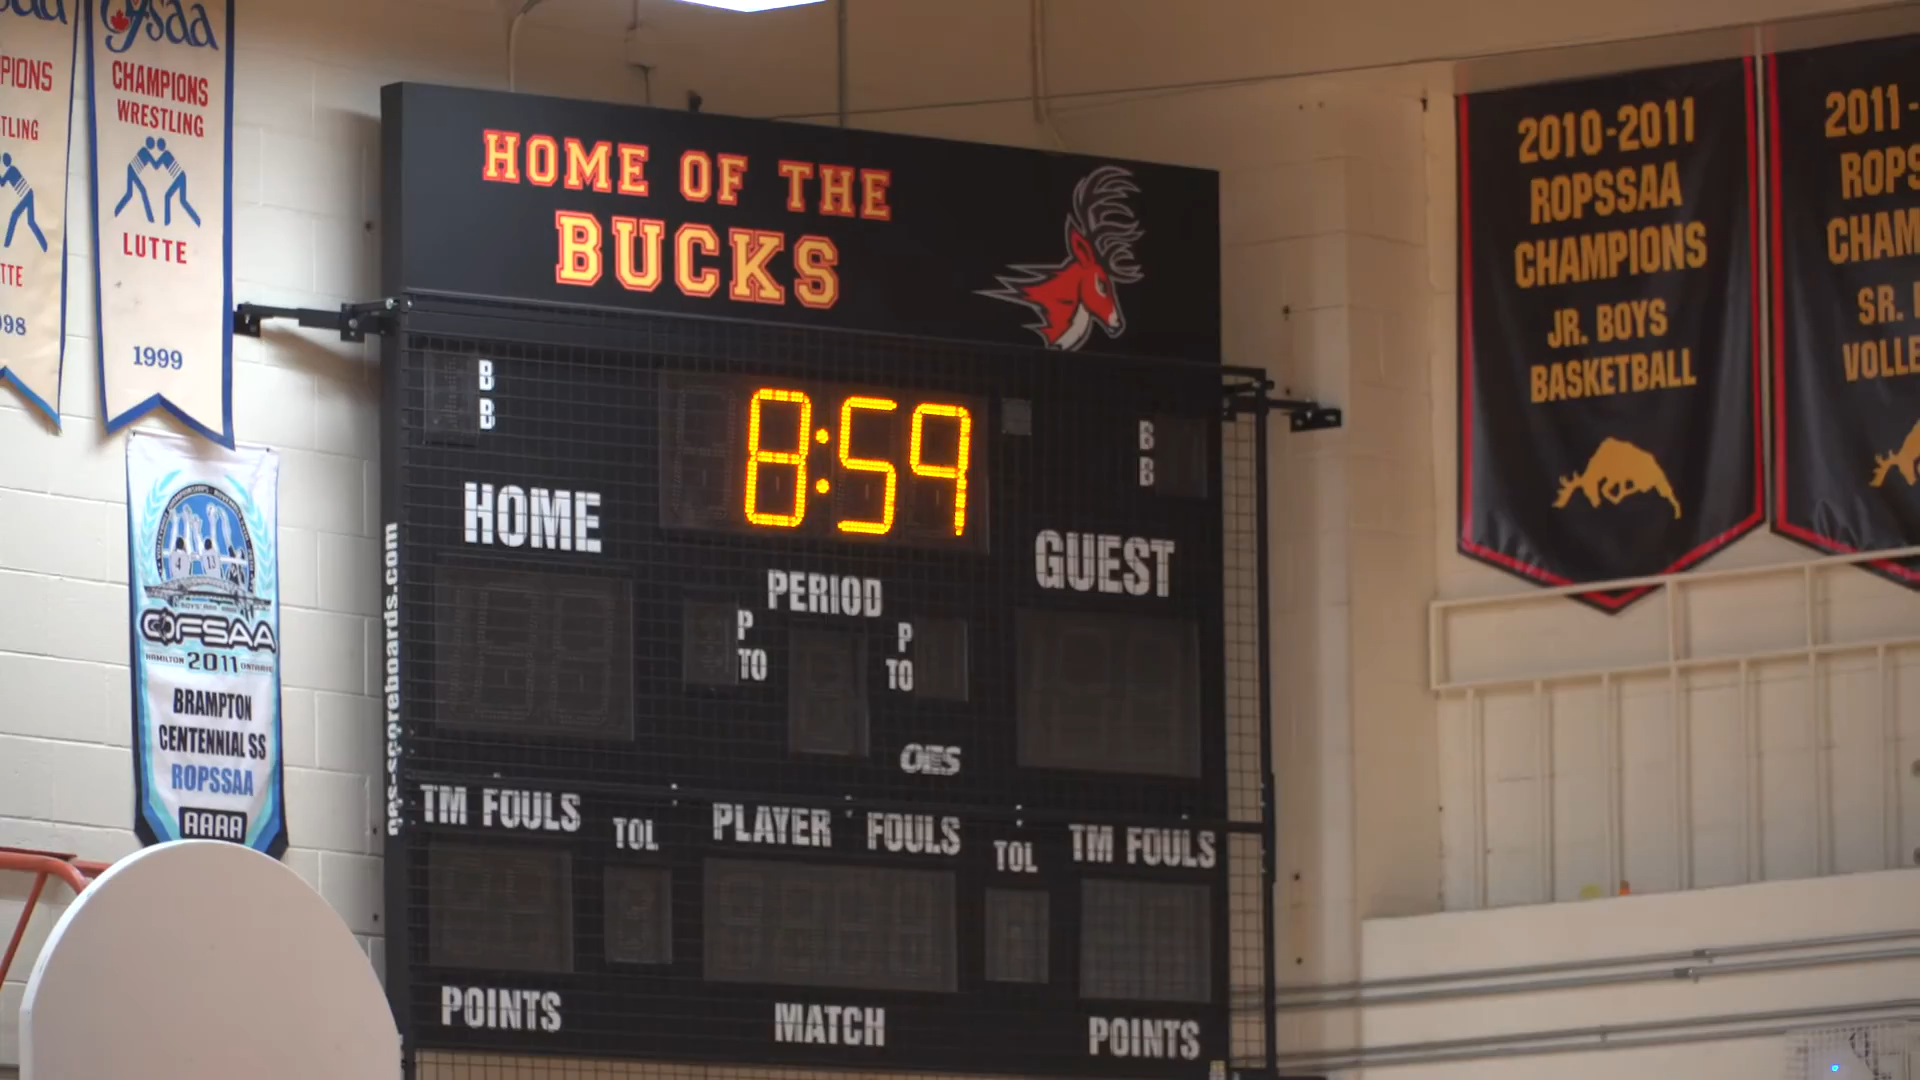 PIONS
TLING
TTE
98
ofsaa
CHAMPIONS
WRESTLING
LUTTE
1999
4 13
OFSAA
HAMILTON 2011 ONTARIO
BRAMPTON
CENTENNIAL SS
ROPSSAA
AAAA
HOME OF THE
BUCKS
B
B
8:59
B
B
HOME
GUEST
PERIOD
P
TO
P
TO
OES
oes-scoreboards.com
TM FOULS
TOL
PLAYER FOULS
TOL
TM FOULS
POINTS
MATCH
POINTS
2010-2011
ROPSSAA
CHAMPIONS
JR. BOYS
BASKETBALL
2011-
ROPS
CHAM
SR.
VOLLE